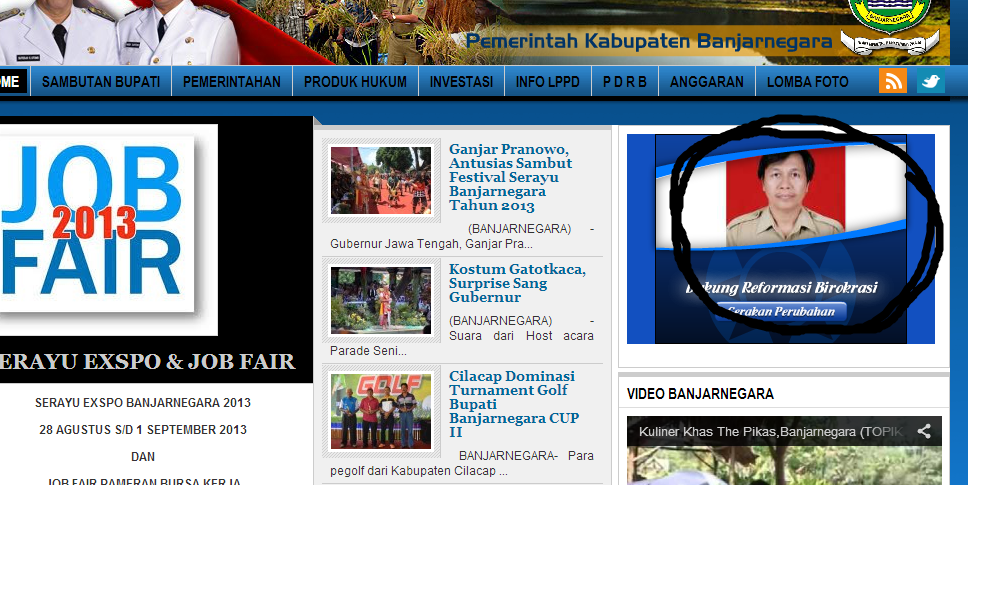 Pemerintah Kabupaten Banjarnegara
BANJARNEGARA
OME
SAMBUTAN BUPATI
PEMERINTAHAN
PRODUK HUKUM
INVESTASI
INFO LPPD
P D R B
ANGGARAN
LOMBA FOTO
JOB
2013
FAIR
ERAYU EXSPO & JOB FAIR
SERAYU EXSPO BANJARNEGARA 2013
28 AGUSTUS S/D 1 SEPTEMBER 2013
DAN
JOB FAIR PAMERAN BURSA KERJA
Ganjar Pranowo,
Antusias Sambut
Festival Serayu
Banjarnegara
Tahun 2013
(BANJARNEGARA) -
Gubernur Jawa Tengah, Ganjar Pra...
Kostum Gatotkaca,
Surprise Sang
Gubernur
(BANJARNEGARA) -
Suara dari Host acara
Parade Seni...
GOLF
Cilacap Dominasi
Turnament Golf
Bupati
Banjarnegara CUP
II
BANJARNEGARA- Para
pegolf dari Kabupaten Cilacap ...
Dukung Reformasi Birokrasi
Gerakan Perubahan
VIDEO BANJARNEGARA
Kuliner Khas The Pikas,Banjarnegara (TOPIK